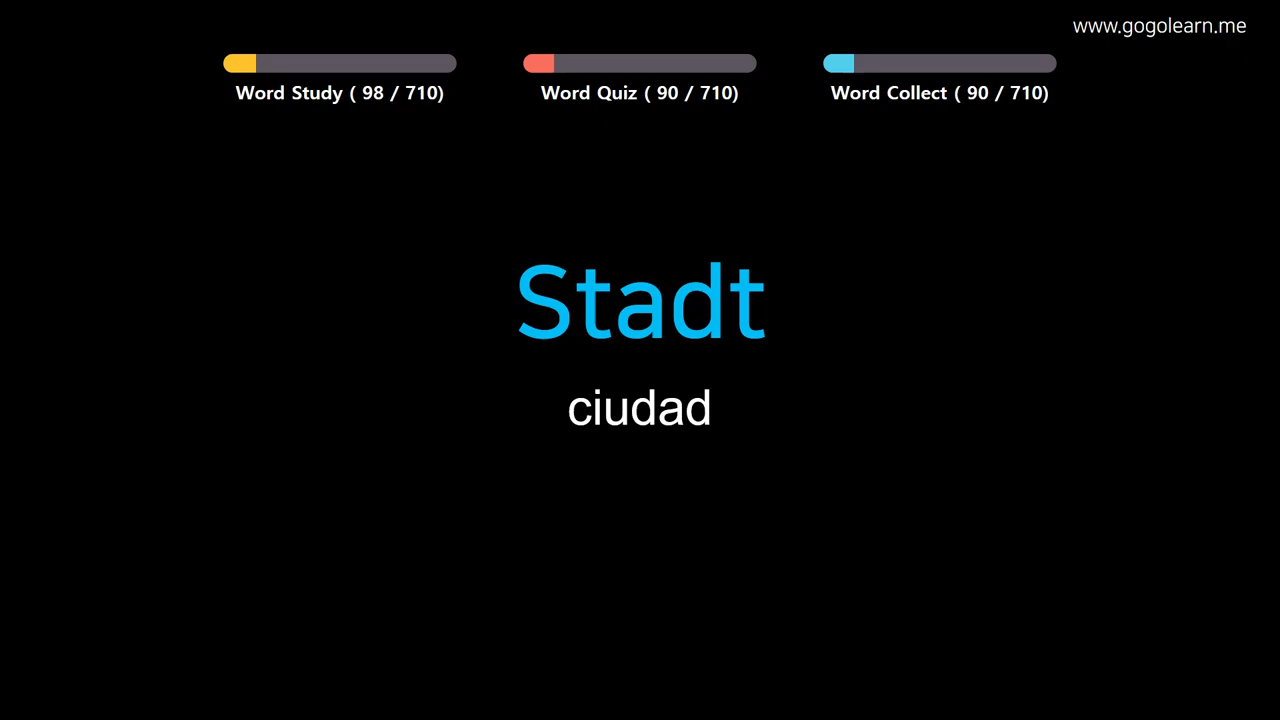 www.gogolearn.me
Word Study ( 98 / 710)
Word Quiz ( 90 / 710)
Word Collect ( 90 / 710)
Stadt
ciudad